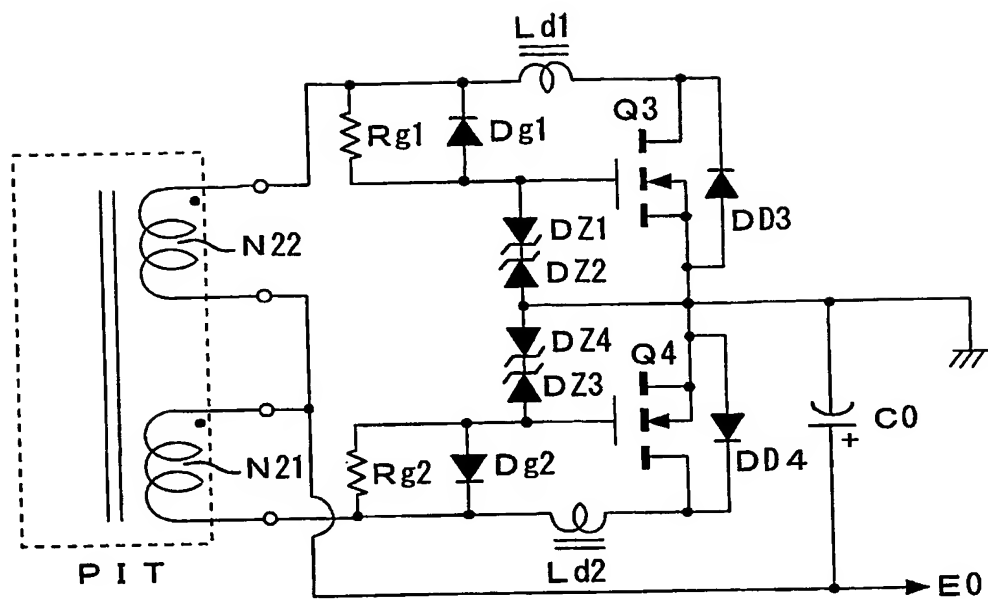 Ld1
Q3
Rg1
Dg1
DD3
DZ1
N22
DZ2
DZ4
Q4
DZ3
C0
+
N21
Rg2
Dg2
DD4
PIT
Ld2
E0